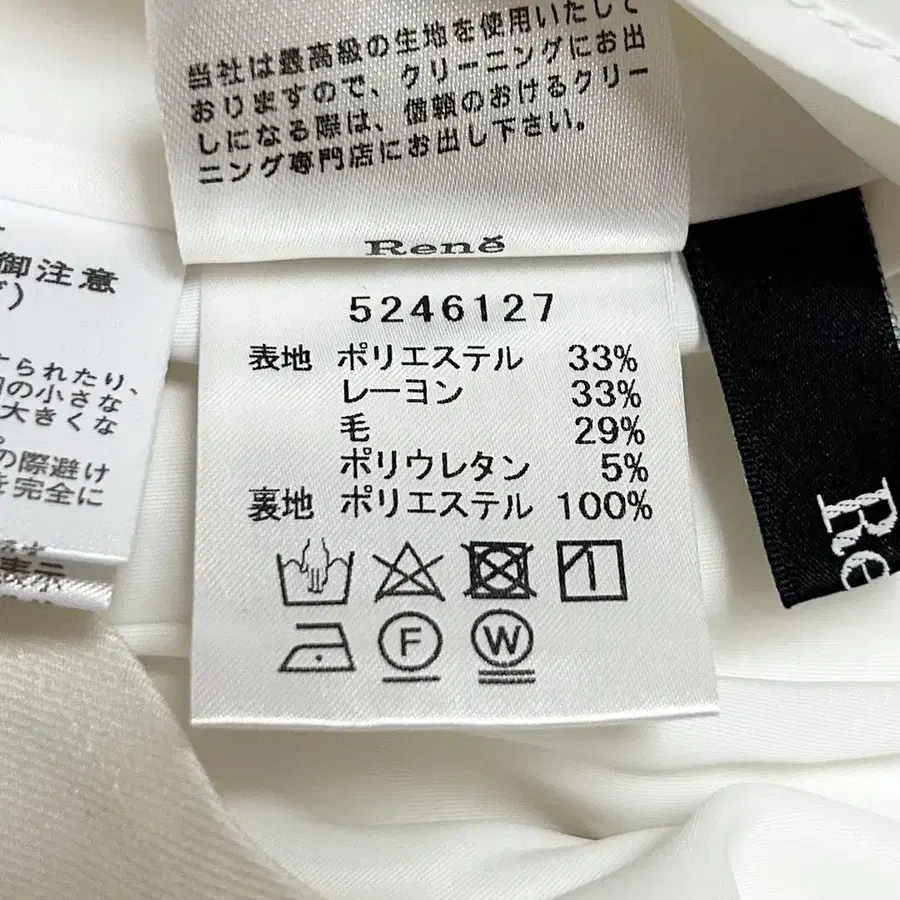 当社は最高級の生地を使用いたして
おりますので、クリーニングにお出
しになる際は、信頼のおけるクリー
ニング専門店にお出し下さい。
René
御注意
られたり、
の小さな
大きくな
の際避け
を完全に
表示
5246127
表地 ポリエステル 33%
レーヨン 33%
毛 29%
ポリウレタン 5%
裏地 ポリエステル 100%
F
W
Re